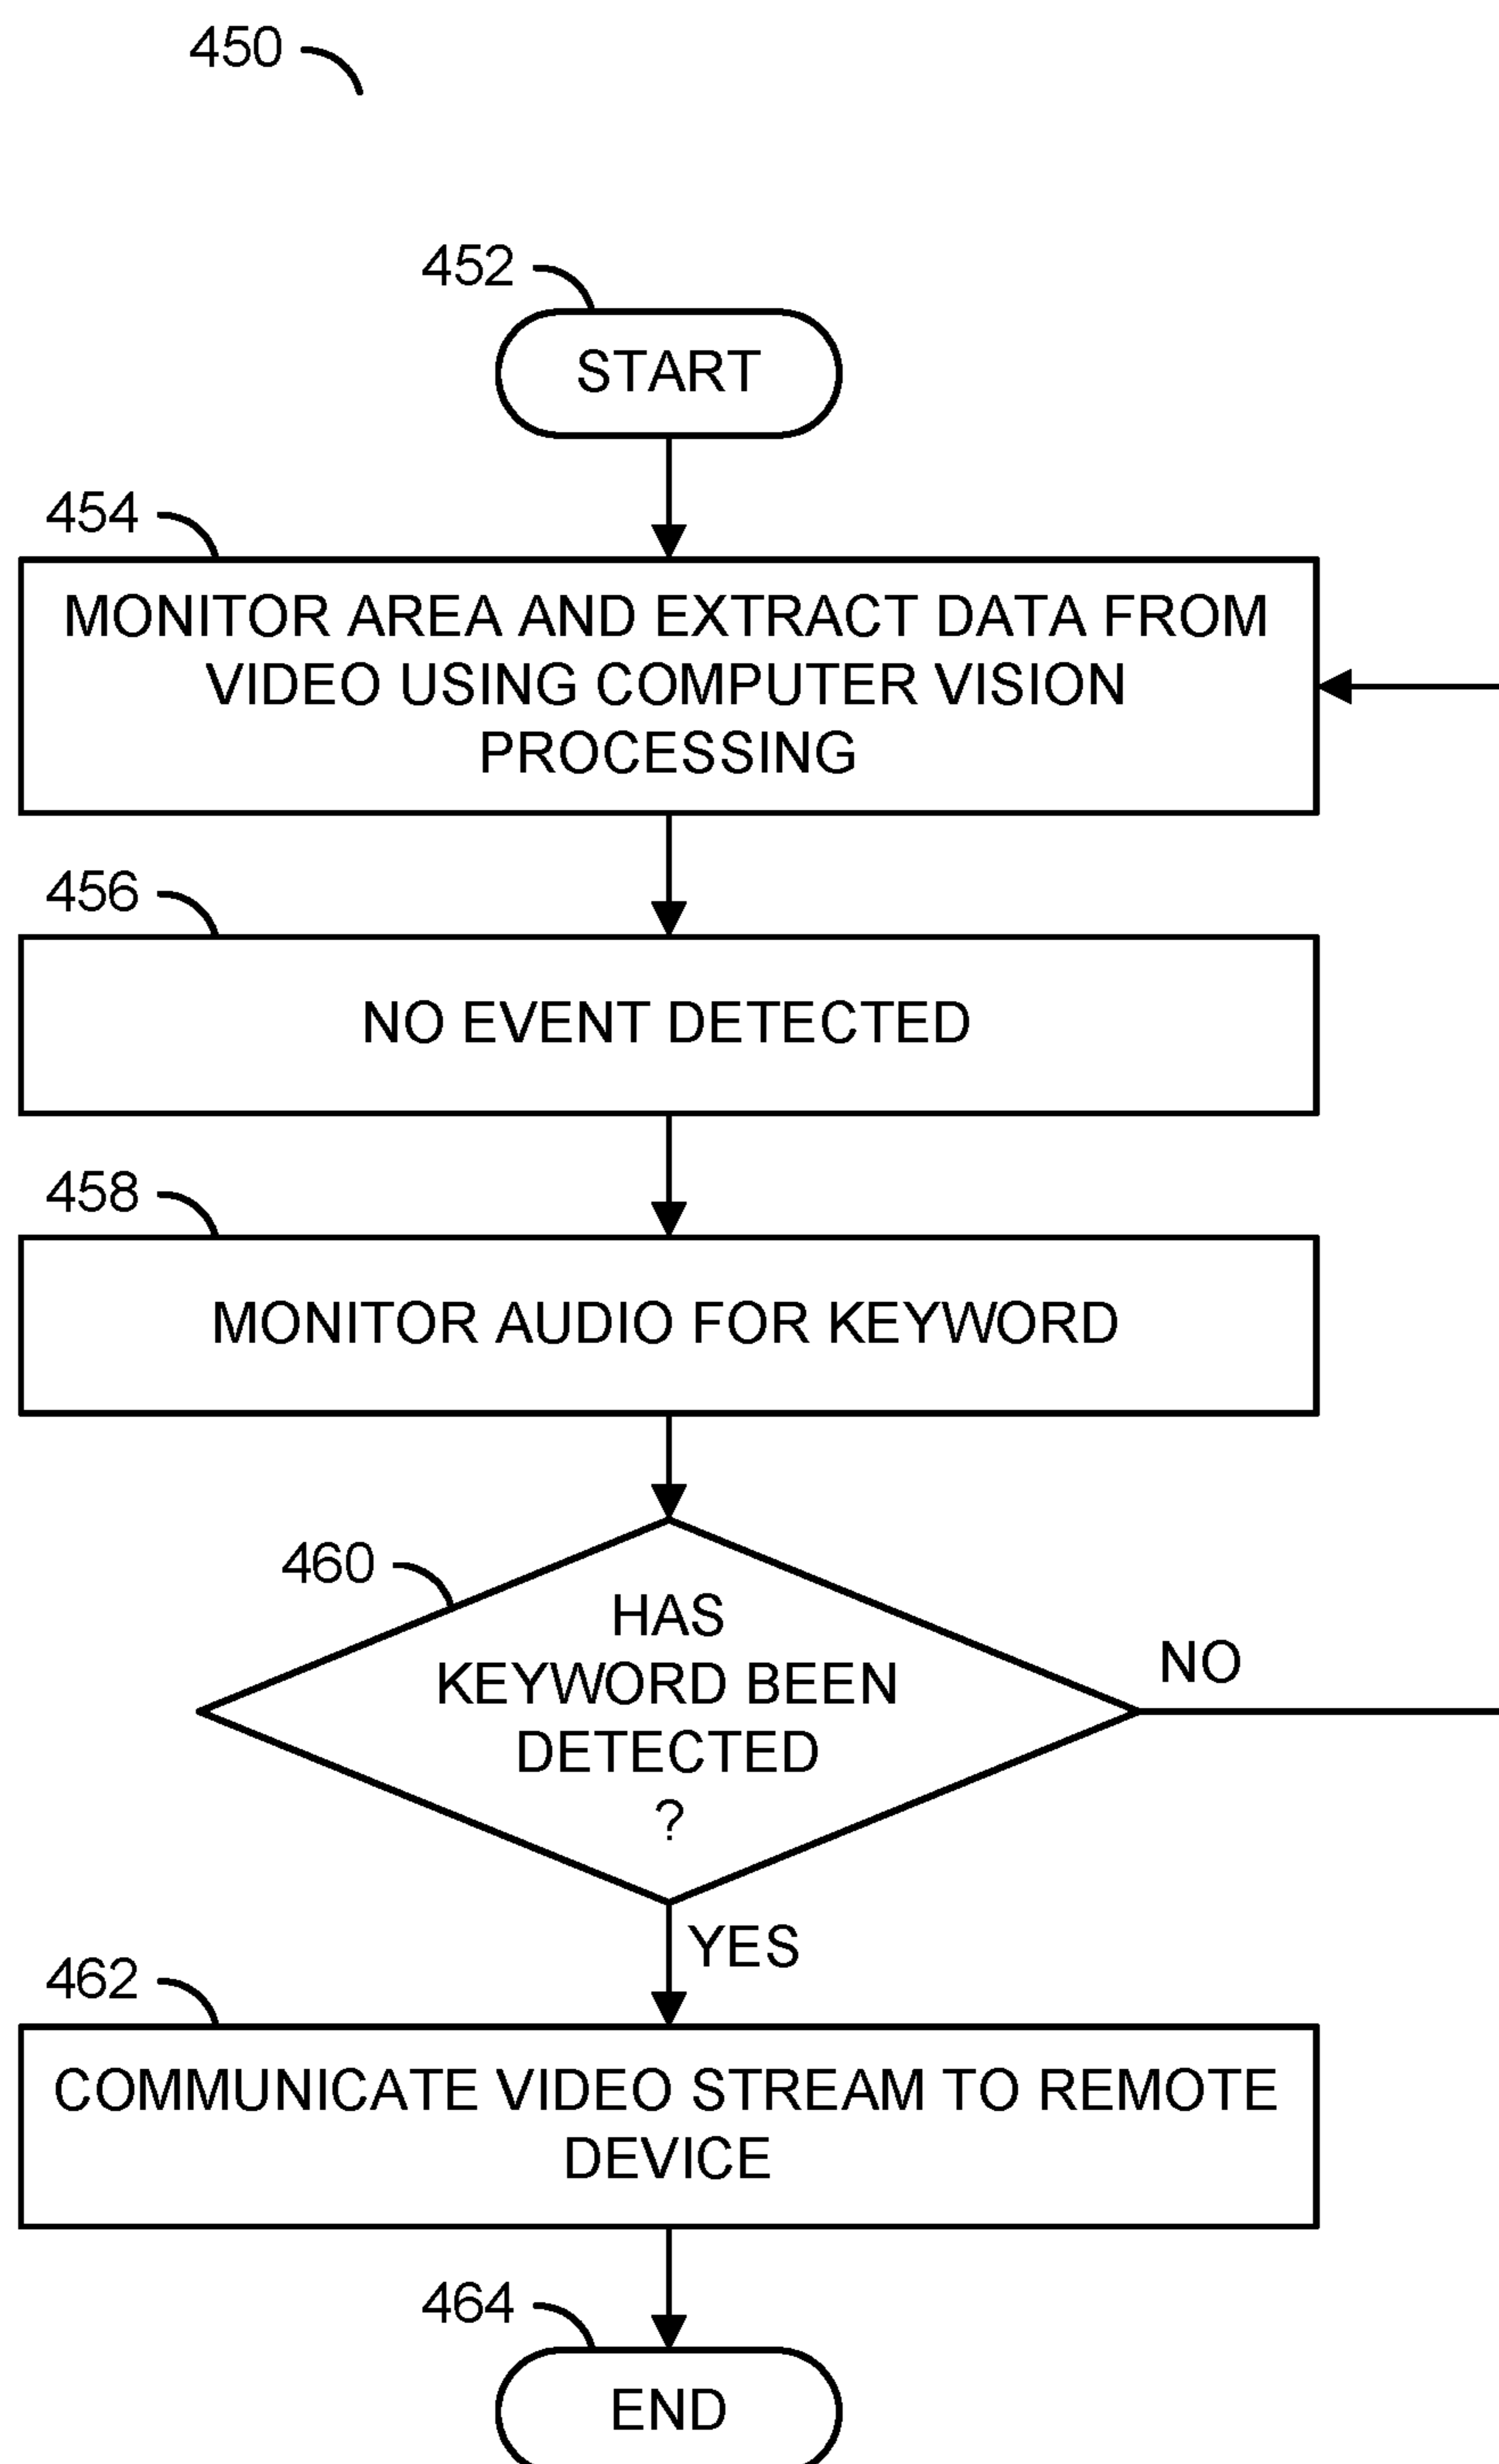 450
452
START
454
MONITOR AREA AND EXTRACT DATA FROM
VIDEO USING COMPUTER VISION
PROCESSING
456
NO EVENT DETECTED
458
MONITOR AUDIO FOR KEYWORD
460
HAS
KEYWORD BEEN
DETECTED
?
NO
YES
462
COMMUNICATE VIDEO STREAM TO REMOTE
DEVICE
464
END